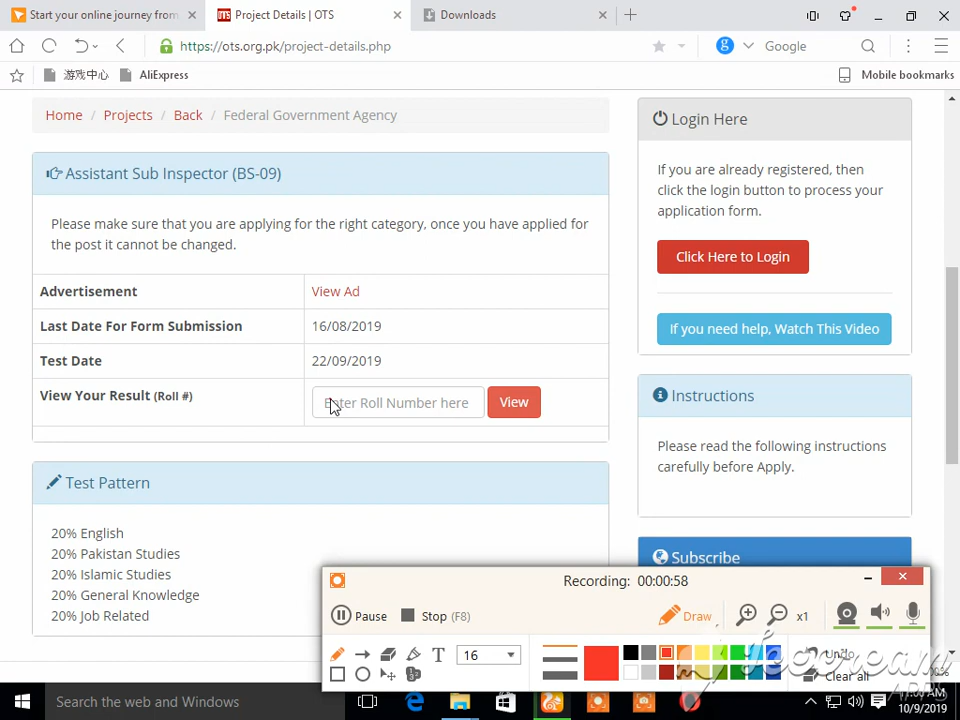 Start your online journey from
Project Details | OTS
Downloads
https://ots.org.pk/project-details.php
Google
游戏中心
AliExpress
Mobile bookmarks
Home / Projects / Back / Federal Government Agency
Assistant Sub Inspector (BS-09)
Please make sure that you are applying for the right category, once you have applied for
the post it cannot be changed.
Advertisement View Ad
Last Date For Form Submission 16/08/2019
Test Date 22/09/2019
View Your Result (Roll #) Enter Roll Number here View
Test Pattern
20% English
20% Pakistan Studies
20% Islamic Studies
20% General Knowledge
20% Job Related
Login Here
If you are already registered, then
click the login button to process your
application form.
Click Here to Login
If you need help, Watch This Video
Instructions
Please read the following instructions
carefully before Apply.
Subscribe
Recording: 00:00:58
Pause Stop (F8) Draw x1
T 16 Undo
Clear all
Icecream
APPS
Search the web and Windows
11:00 AM
10/9/2019